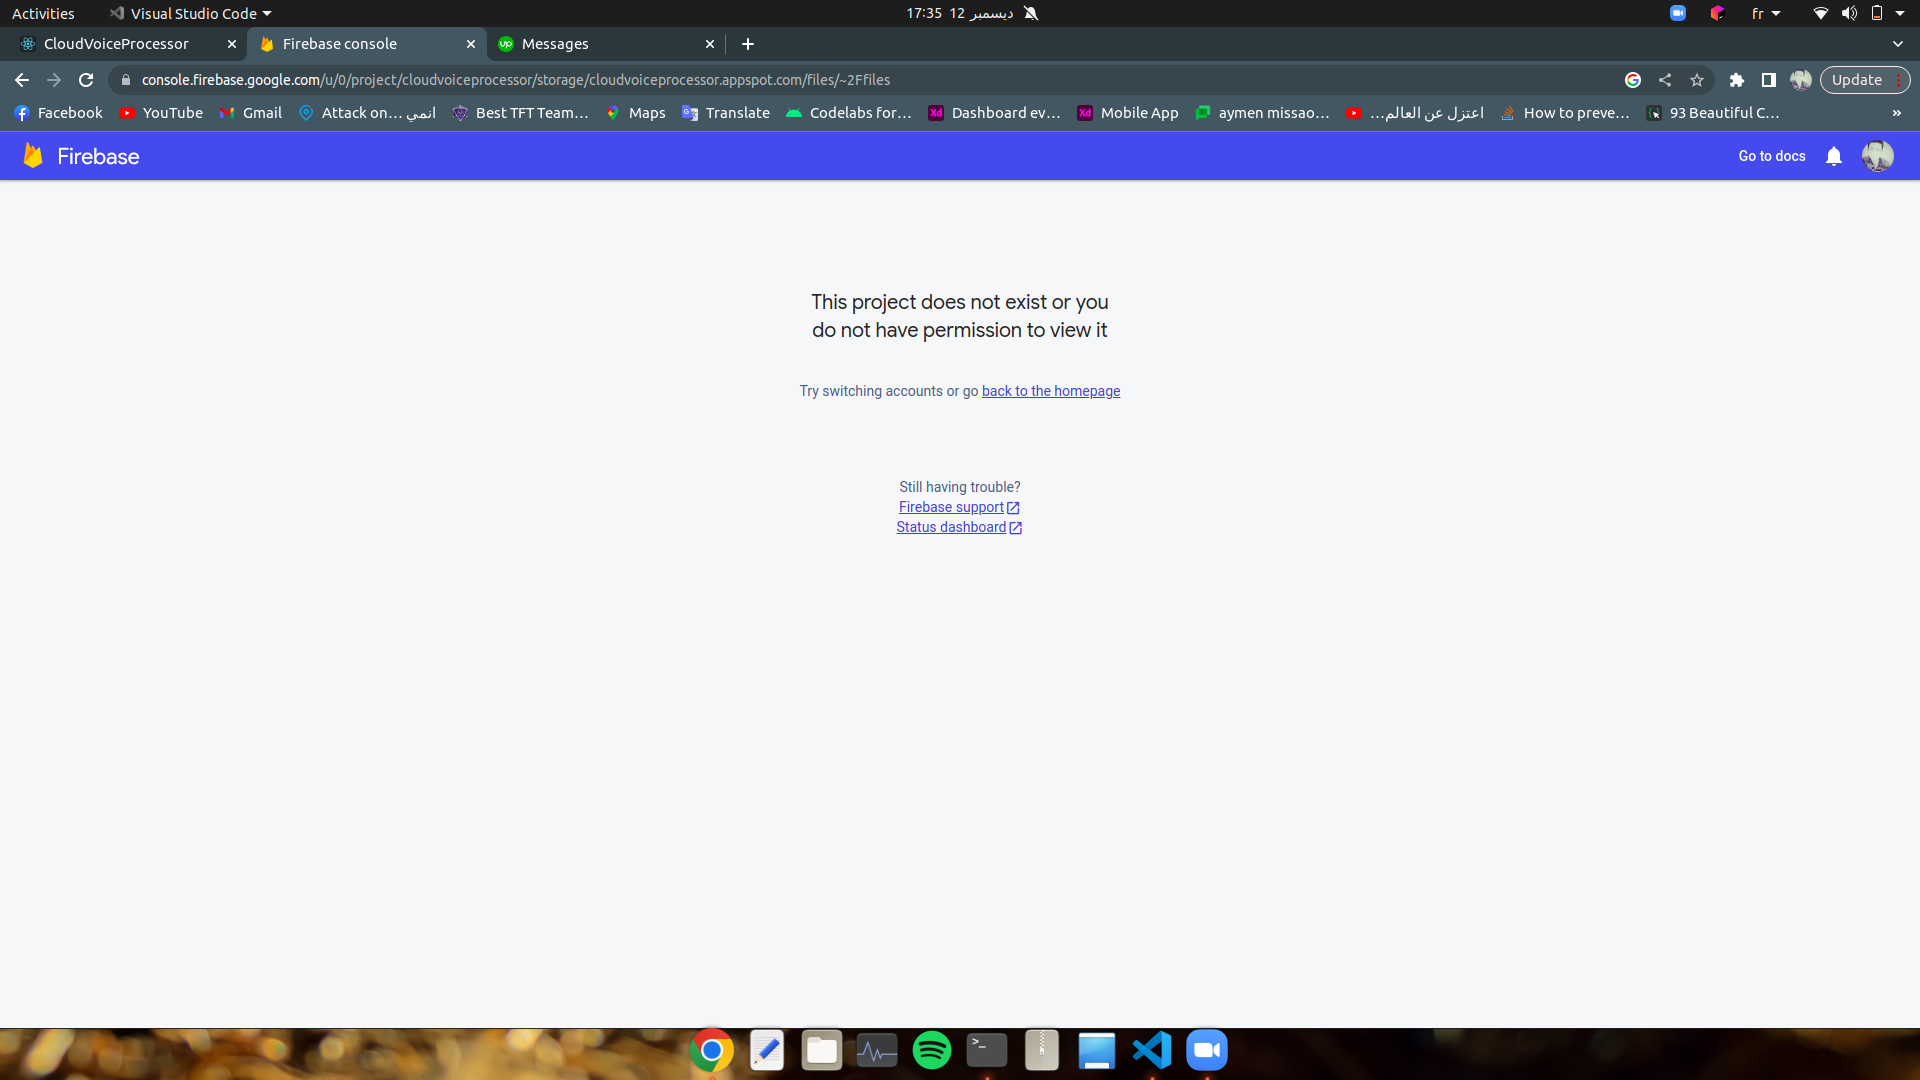 Activities
Visual Studio Code
17:35 12 ديسمبر
fr
CloudVoiceProcessor
Firebase console
Messages
console.firebase.google.com/u/0/project/cloudvoiceprocessor/storage/cloudvoiceprocessor.appspot.com/files/~2Ffiles
Update
Facebook
YouTube
Gmail
Attack on… انمي
Best TFT Team…
Maps
Translate
Codelabs for…
Dashboard ev…
Mobile App
aymen missao…
اعتزل عن العالم…
How to preve…
93 Beautiful C…
»
Firebase
Go to docs
This project does not exist or you
do not have permission to view it
Try switching accounts or go back to the homepage
Still having trouble?
Firebase support
Status dashboard